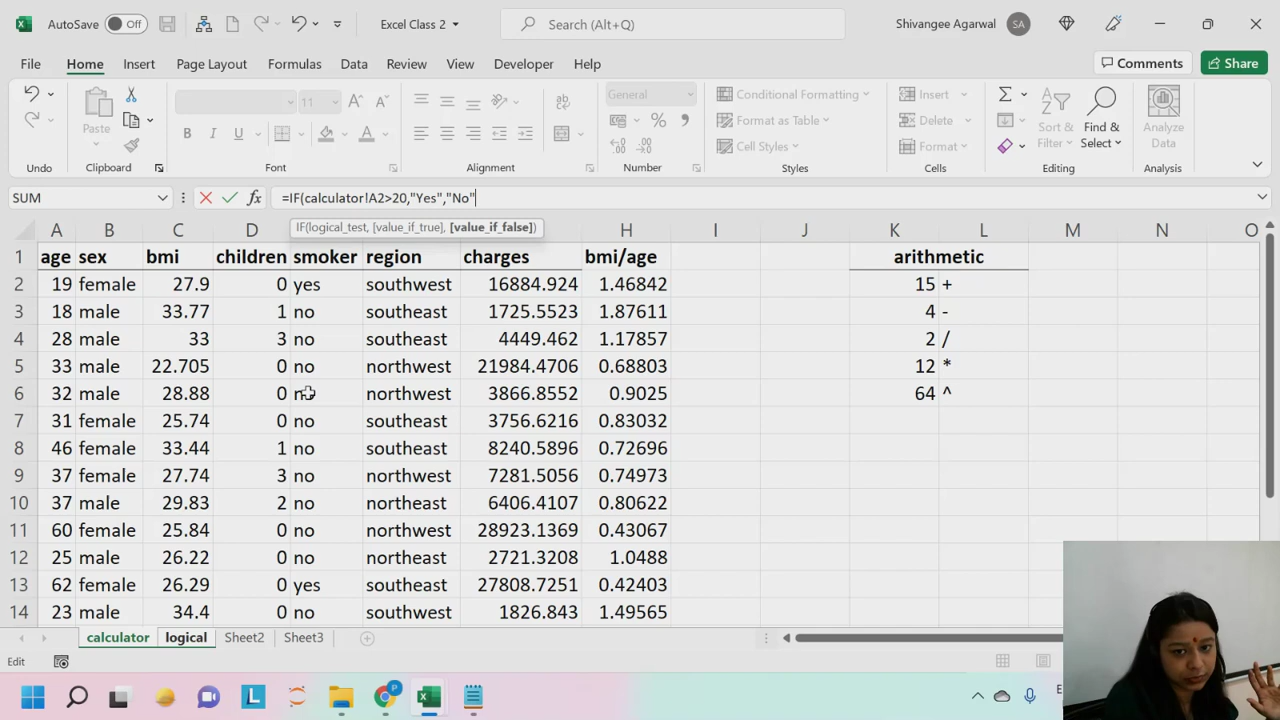 AutoSave Off Excel Class 2 Search (Alt+Q) Shivangee Agarwal SA
File Home Insert Page Layout Formulas Data Review View Developer Help Comments Share
Paste 11 General Conditional Formatting Format as Table Cell Styles Insert Delete Format Sort & Filter Find & Select Analyze Data
B I U
Undo Clipboard Font Alignment Number Styles Cells Editing Analysis
SUM =IF(calculator!A2>20,"Yes","No"
IF(logical_test, [value_if_true], [value_if_false])
A B C D H I J K L M N O
1 age sex bmi children smoker region charges bmi/age arithmetic
2 19 female 27.9 0 yes southwest 16884.924 1.46842 15 +
3 18 male 33.77 1 no southeast 1725.5523 1.87611 4 -
4 28 male 33 3 no southeast 4449.462 1.17857 2 /
5 33 male 22.705 0 no northwest 21984.4706 0.68803 12 *
6 32 male 28.88 0 northwest 3866.8552 0.9025 64 ^
7 31 female 25.74 0 no southeast 3756.6216 0.83032
8 46 female 33.44 1 no southeast 8240.5896 0.72696
9 37 female 27.74 3 no northwest 7281.5056 0.74973
10 37 male 29.83 2 no northeast 6406.4107 0.80622
11 60 female 25.84 0 no northwest 28923.1369 0.43067
12 25 male 26.22 0 no northeast 2721.3208 1.0488
13 62 female 26.29 0 yes southeast 27808.7251 0.42403
14 23 male 34.4 0 no southwest 1826.843 1.49565
calculator logical Sheet2 Sheet3
Edit